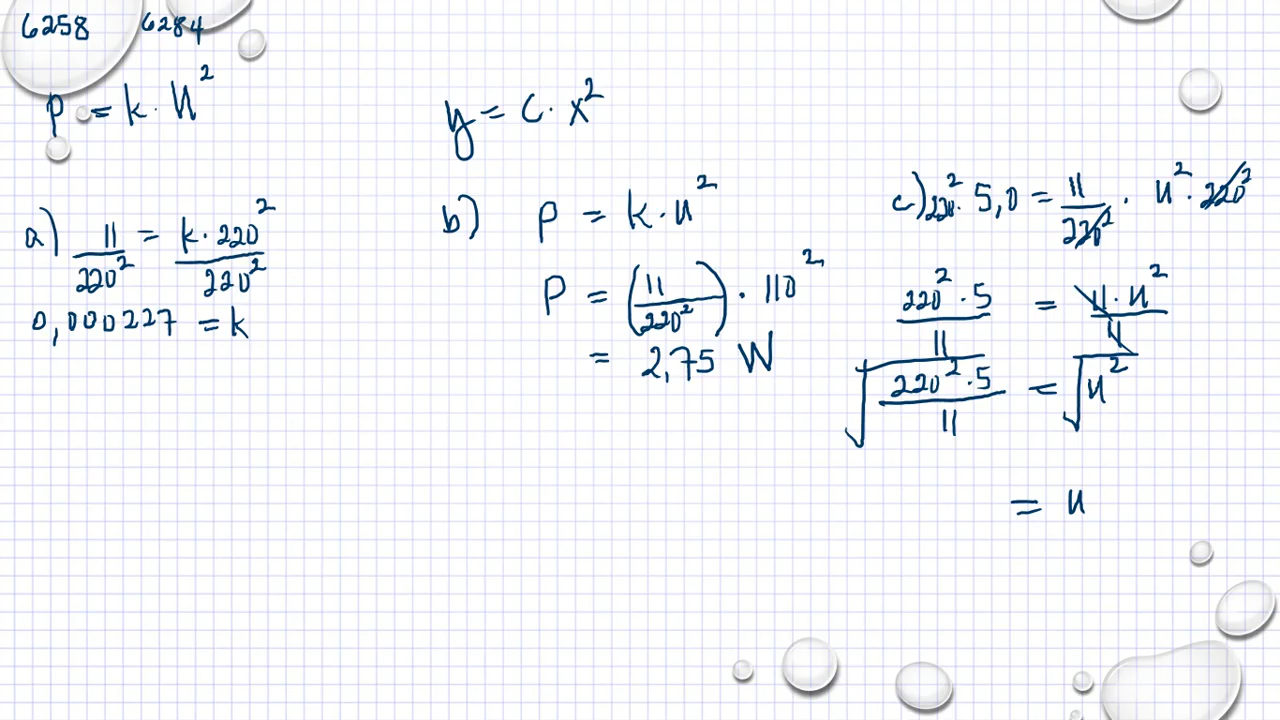 6258 6284
P = k · U²
y = C · x²
a) 11/220² = k · 220²/220²
0,000227 = k
b) P = k · U²
P = (11/220²) · 110²
= 2,75 W
c) 220² · 5,0 = 11/220² · U² · 220²
220² · 5/11 = 11 · U²/11
√(220² · 5/11) = √U²
= U